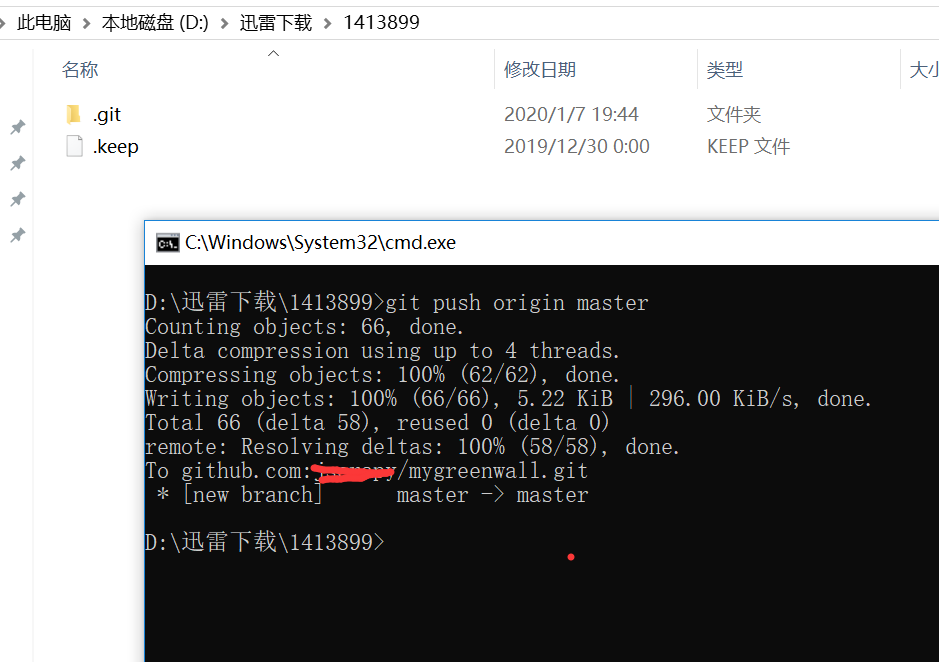 此电脑 > 本地磁盘 (D:) > 迅雷下载 > 1413899
名称 修改日期 类型 大小
.git 2020/1/7 19:44 文件夹
.keep 2019/12/30 0:00 KEEP 文件
C:\Windows\System32\cmd.exe
D:\迅雷下载\1413899>git push origin master
Counting objects: 66, done.
Delta compression using up to 4 threads.
Compressing objects: 100% (62/62), done.
Writing objects: 100% (66/66), 5.22 KiB | 296.00 KiB/s, done.
Total 66 (delta 58), reused 0 (delta 0)
remote: Resolving deltas: 100% (58/58), done.
To github.com:/mygreenwall.git
* [new branch] master -> master
D:\迅雷下载\1413899>